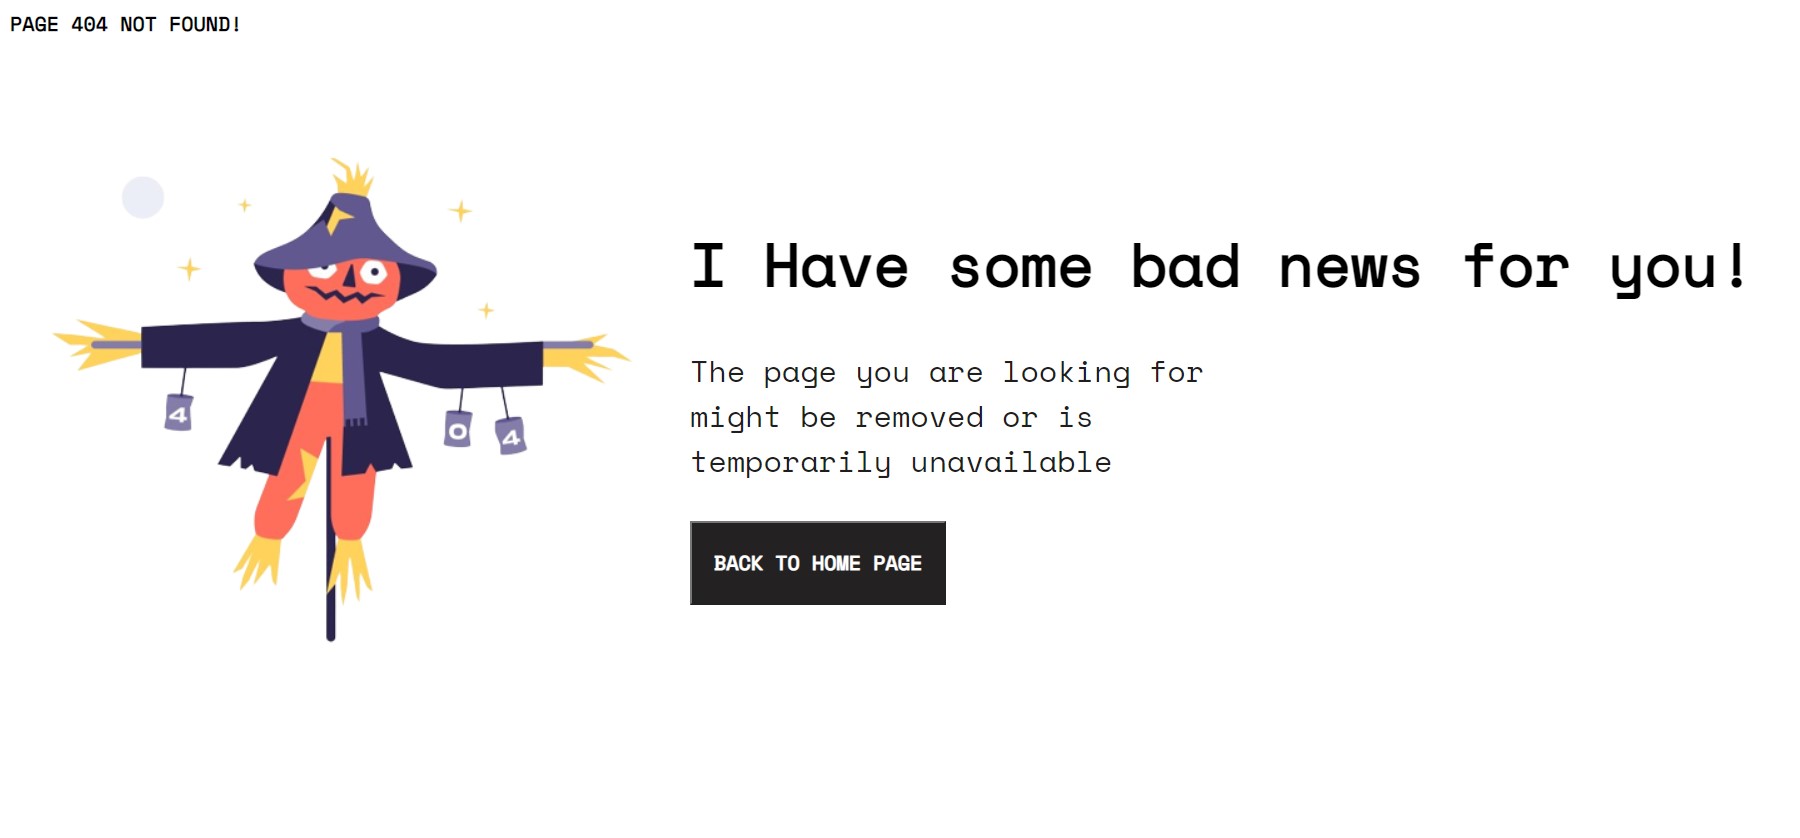 PAGE 404 NOT FOUND!
4
0
4
I Have some bad news for you!
The page you are looking for
might be removed or is
temporarily unavailable
BACK TO HOME PAGE